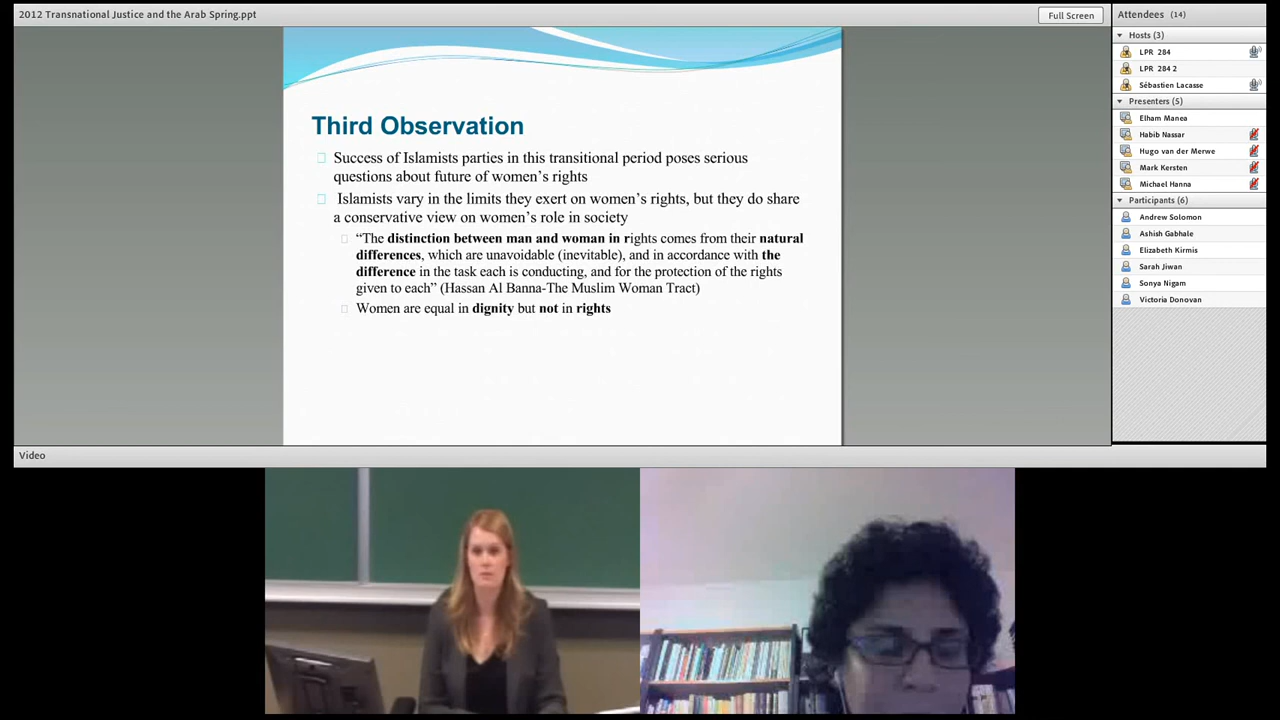 2012 Transnational Justice and the Arab Spring.ppt
Full Screen
Third Observation
Success of Islamists parties in this transitional period poses serious
questions about future of women's rights
Islamists vary in the limits they exert on women's rights, but they do share
a conservative view on women's role in society
“The distinction between man and woman in rights comes from their natural
differences, which are unavoidable (inevitable), and in accordance with the
difference in the task each is conducting, and for the protection of the rights
given to each” (Hassan Al Banna-The Muslim Woman Tract)
Women are equal in dignity but not in rights
Attendees (14)
Hosts (3)
LPR 284
LPR 284 2
Sébastien Lacasse
Presenters (5)
Elham Manea
Habib Nassar
Hugo van der Merwe
Mark Kersten
Michael Hanna
Participants (6)
Andrew Solomon
Ashish Gabhale
Elizabeth Kirmis
Sarah Jiwan
Sonya Nigam
Victoria Donovan
Video